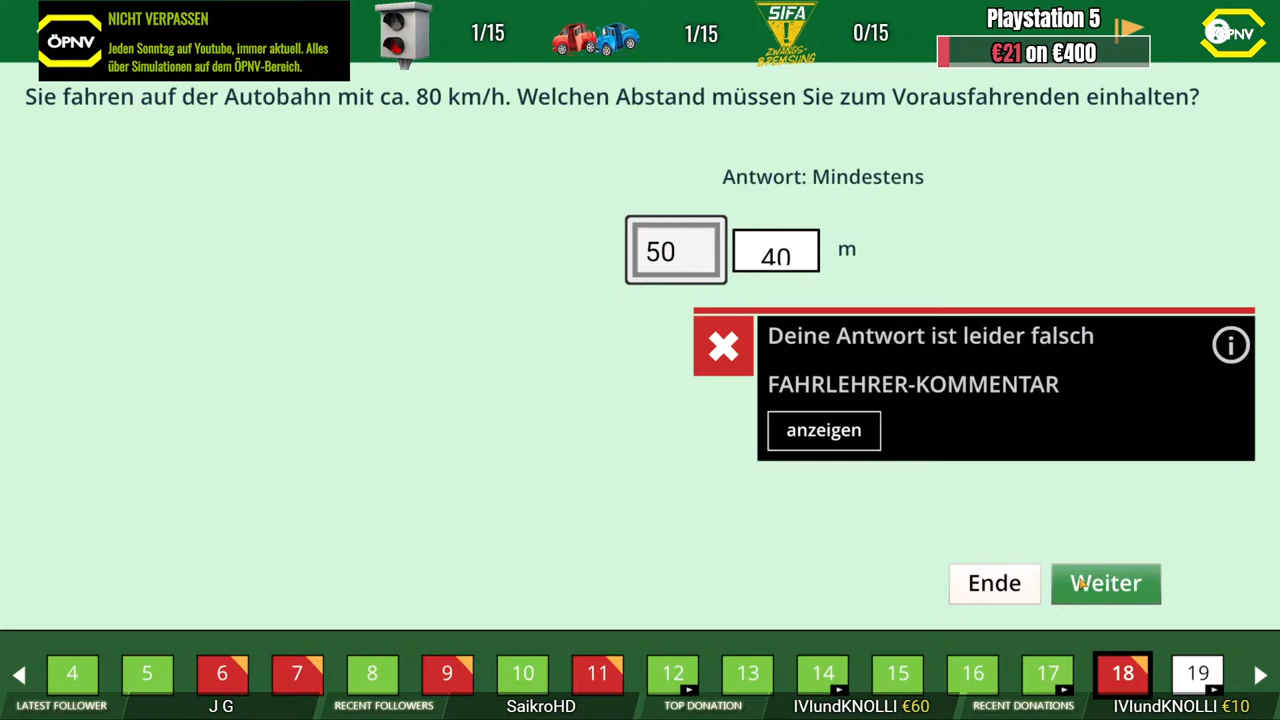 NICHT VERPASSEN
ÖPNV
Jeden Sonntag auf Youtube, immer aktuell. Alles
über Simulationen auf dem ÖPNV-Bereich.
1/15
1/15
SIFA
ZWANGS-
BREMSUNG
0/15
Playstation 5
€21 on €400
ÖPNV
Sie fahren auf der Autobahn mit ca. 80 km/h. Welchen Abstand müssen Sie zum Vorausfahrenden einhalten?
Antwort: Mindestens
50 40 m
Deine Antwort ist leider falsch
FAHRLEHRER-KOMMENTAR
anzeigen
Ende Weiter
4 5 6 7 8 9 10 11 12 13 14 15 16 17 18 19
LATEST FOLLOWER J G RECENT FOLLOWERS SaikroHD TOP DONATION IVIundKNOLLI €60 RECENT DONATIONS IVIundKNOLLI €10